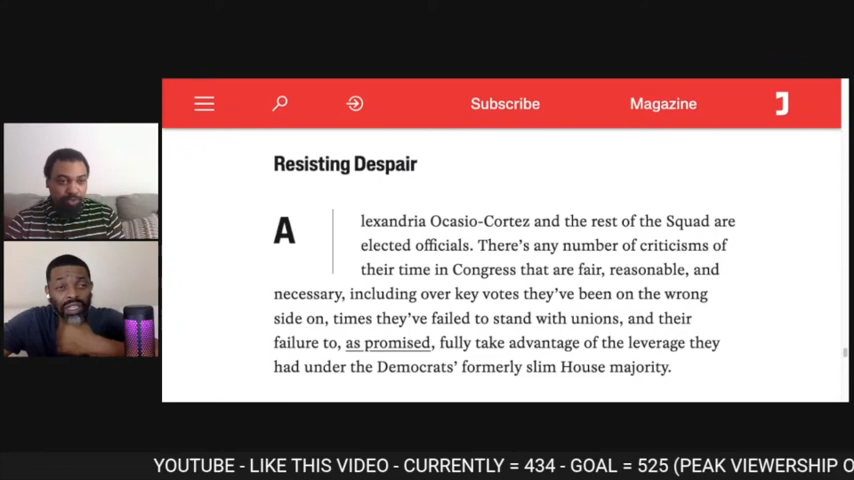 Subscribe
Magazine
J
Resisting Despair
Alexandria Ocasio-Cortez and the rest of the Squad are
elected officials. There’s any number of criticisms of
their time in Congress that are fair, reasonable, and
necessary, including over key votes they’ve been on the wrong
side on, times they’ve failed to stand with unions, and their
failure to, as promised, fully take advantage of the leverage they
had under the Democrats’ formerly slim House majority.
YOUTUBE - LIKE THIS VIDEO - CURRENTLY = 434 - GOAL = 525 (PEAK VIEWERSHIP O